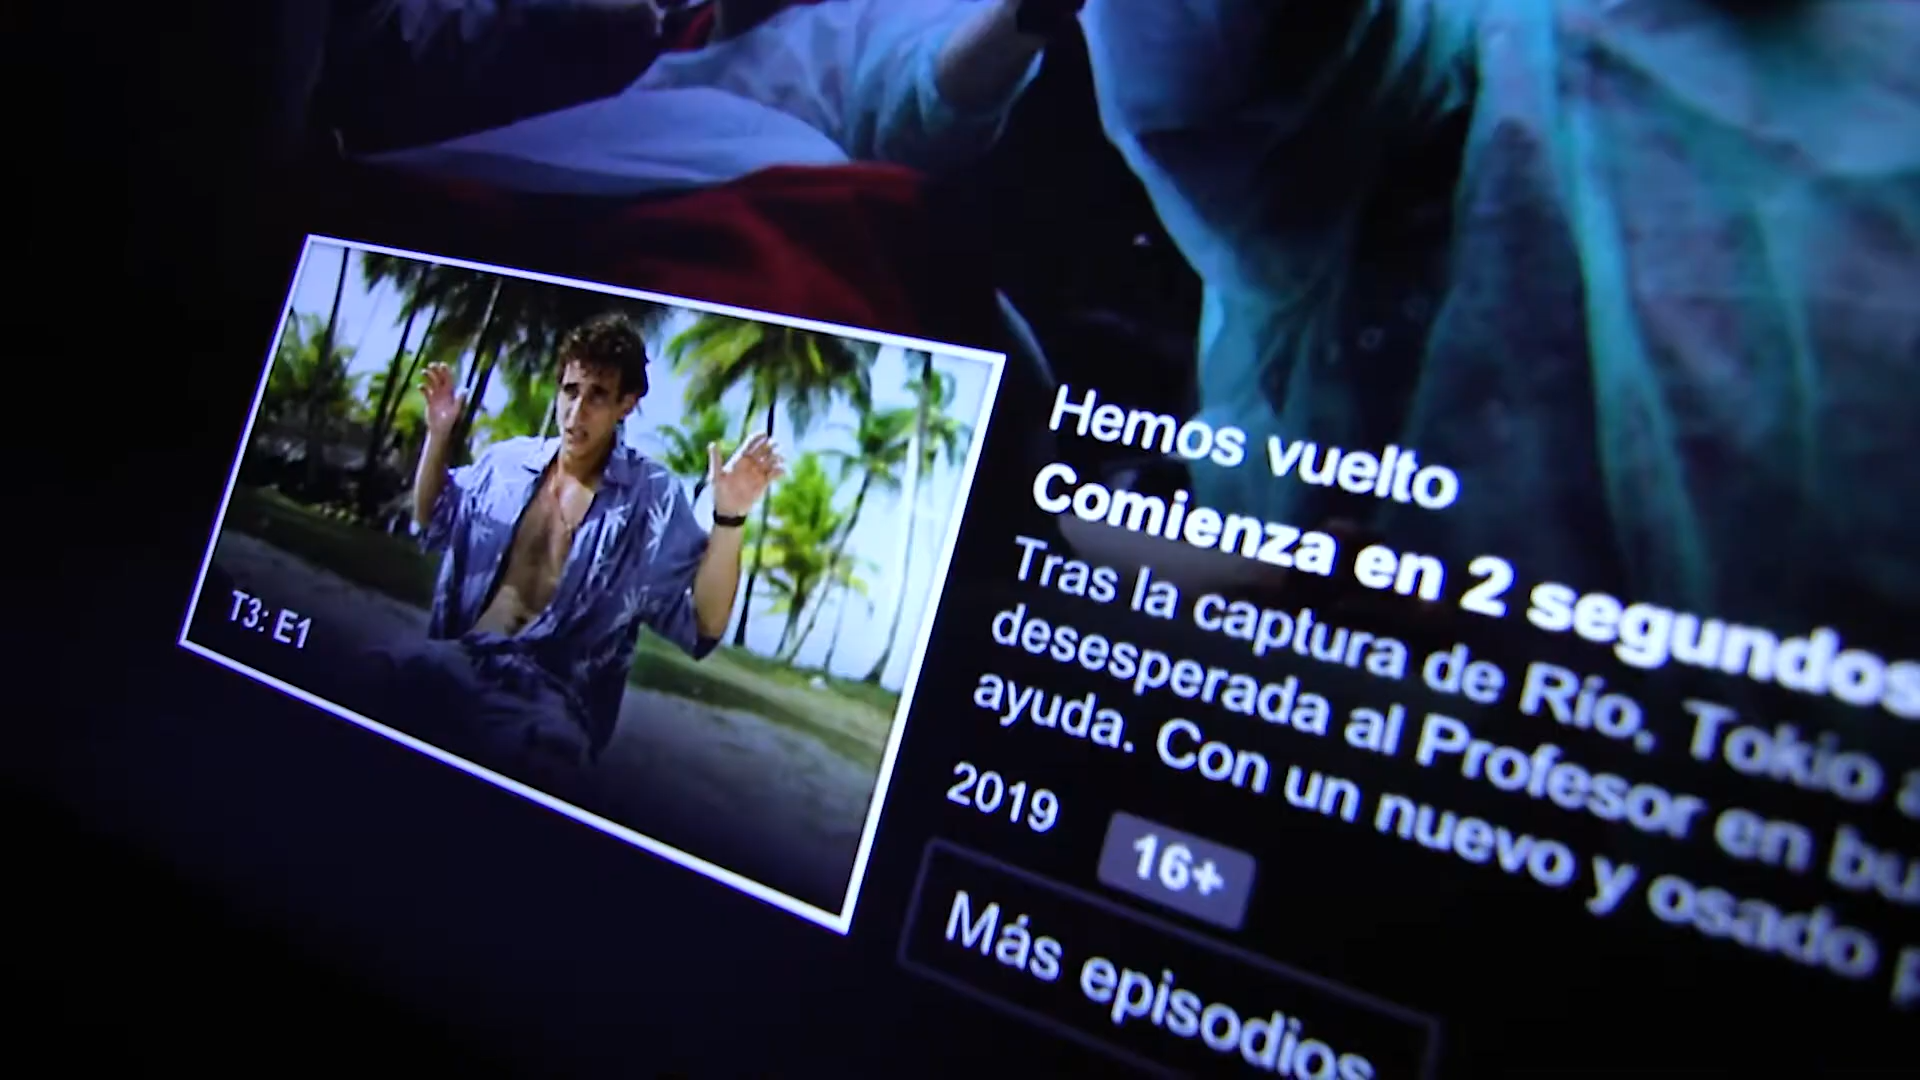 Hemos vuelto
Comienza en 2 segundos
Tras la captura de Río, Tokio
desesperada al Profesor en
ayuda. Con un nuevo y osado
2019
16+
Más episodios
T3: E1